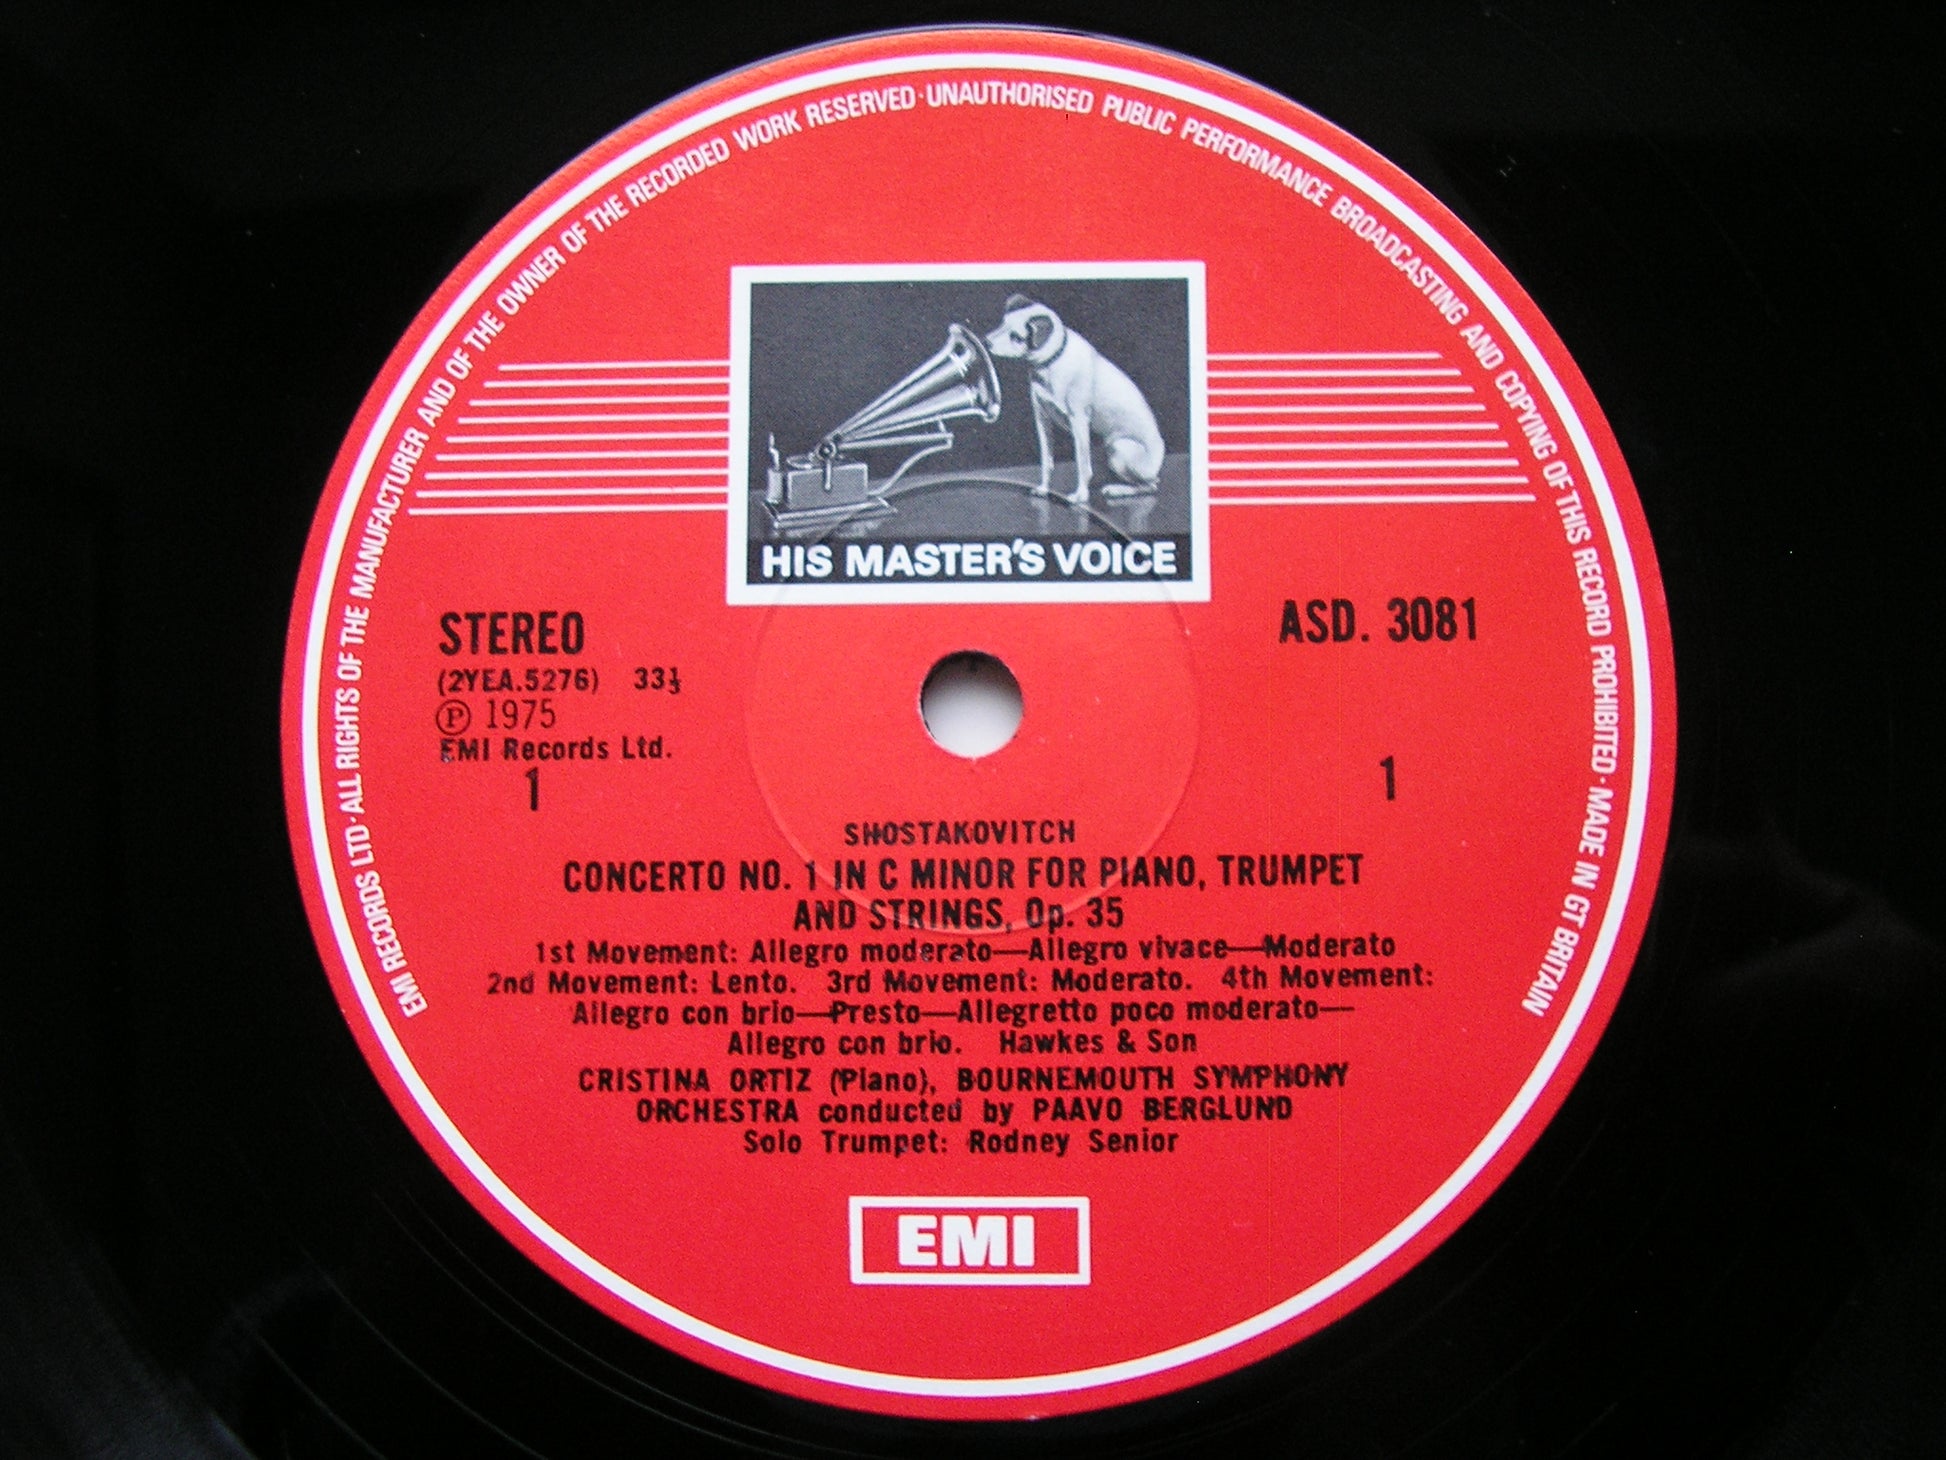 EMI RECORDS LTD · ALL RIGHTS OF THE MANUFACTURER AND OF THE OWNER OF THE RECORDED WORK RESERVED · UNAUTHORISED PUBLIC PERFORMANCE BROADCASTING AND COPYING OF THIS RECORD PROHIBITED · MADE IN GT BRITAIN
HIS MASTER'S VOICE
STEREO
ASD. 3081
(2YEA.5276) 33⅓
Ⓟ 1975
EMI Records Ltd.
1
1
SHOSTAKOVITCH
CONCERTO NO. 1 IN C MINOR FOR PIANO, TRUMPET
AND STRINGS, Op. 35
1st Movement: Allegro moderato—Allegro vivace—Moderato
2nd Movement: Lento. 3rd Movement: Moderato. 4th Movement:
Allegro con brio—Presto—Allegretto poco moderato—
Allegro con brio. Hawkes & Son
CRISTINA ORTIZ (Piano), BOURNEMOUTH SYMPHONY
ORCHESTRA conducted by PAAVO BERGLUND
Solo Trumpet: Rodney Senior
EMI